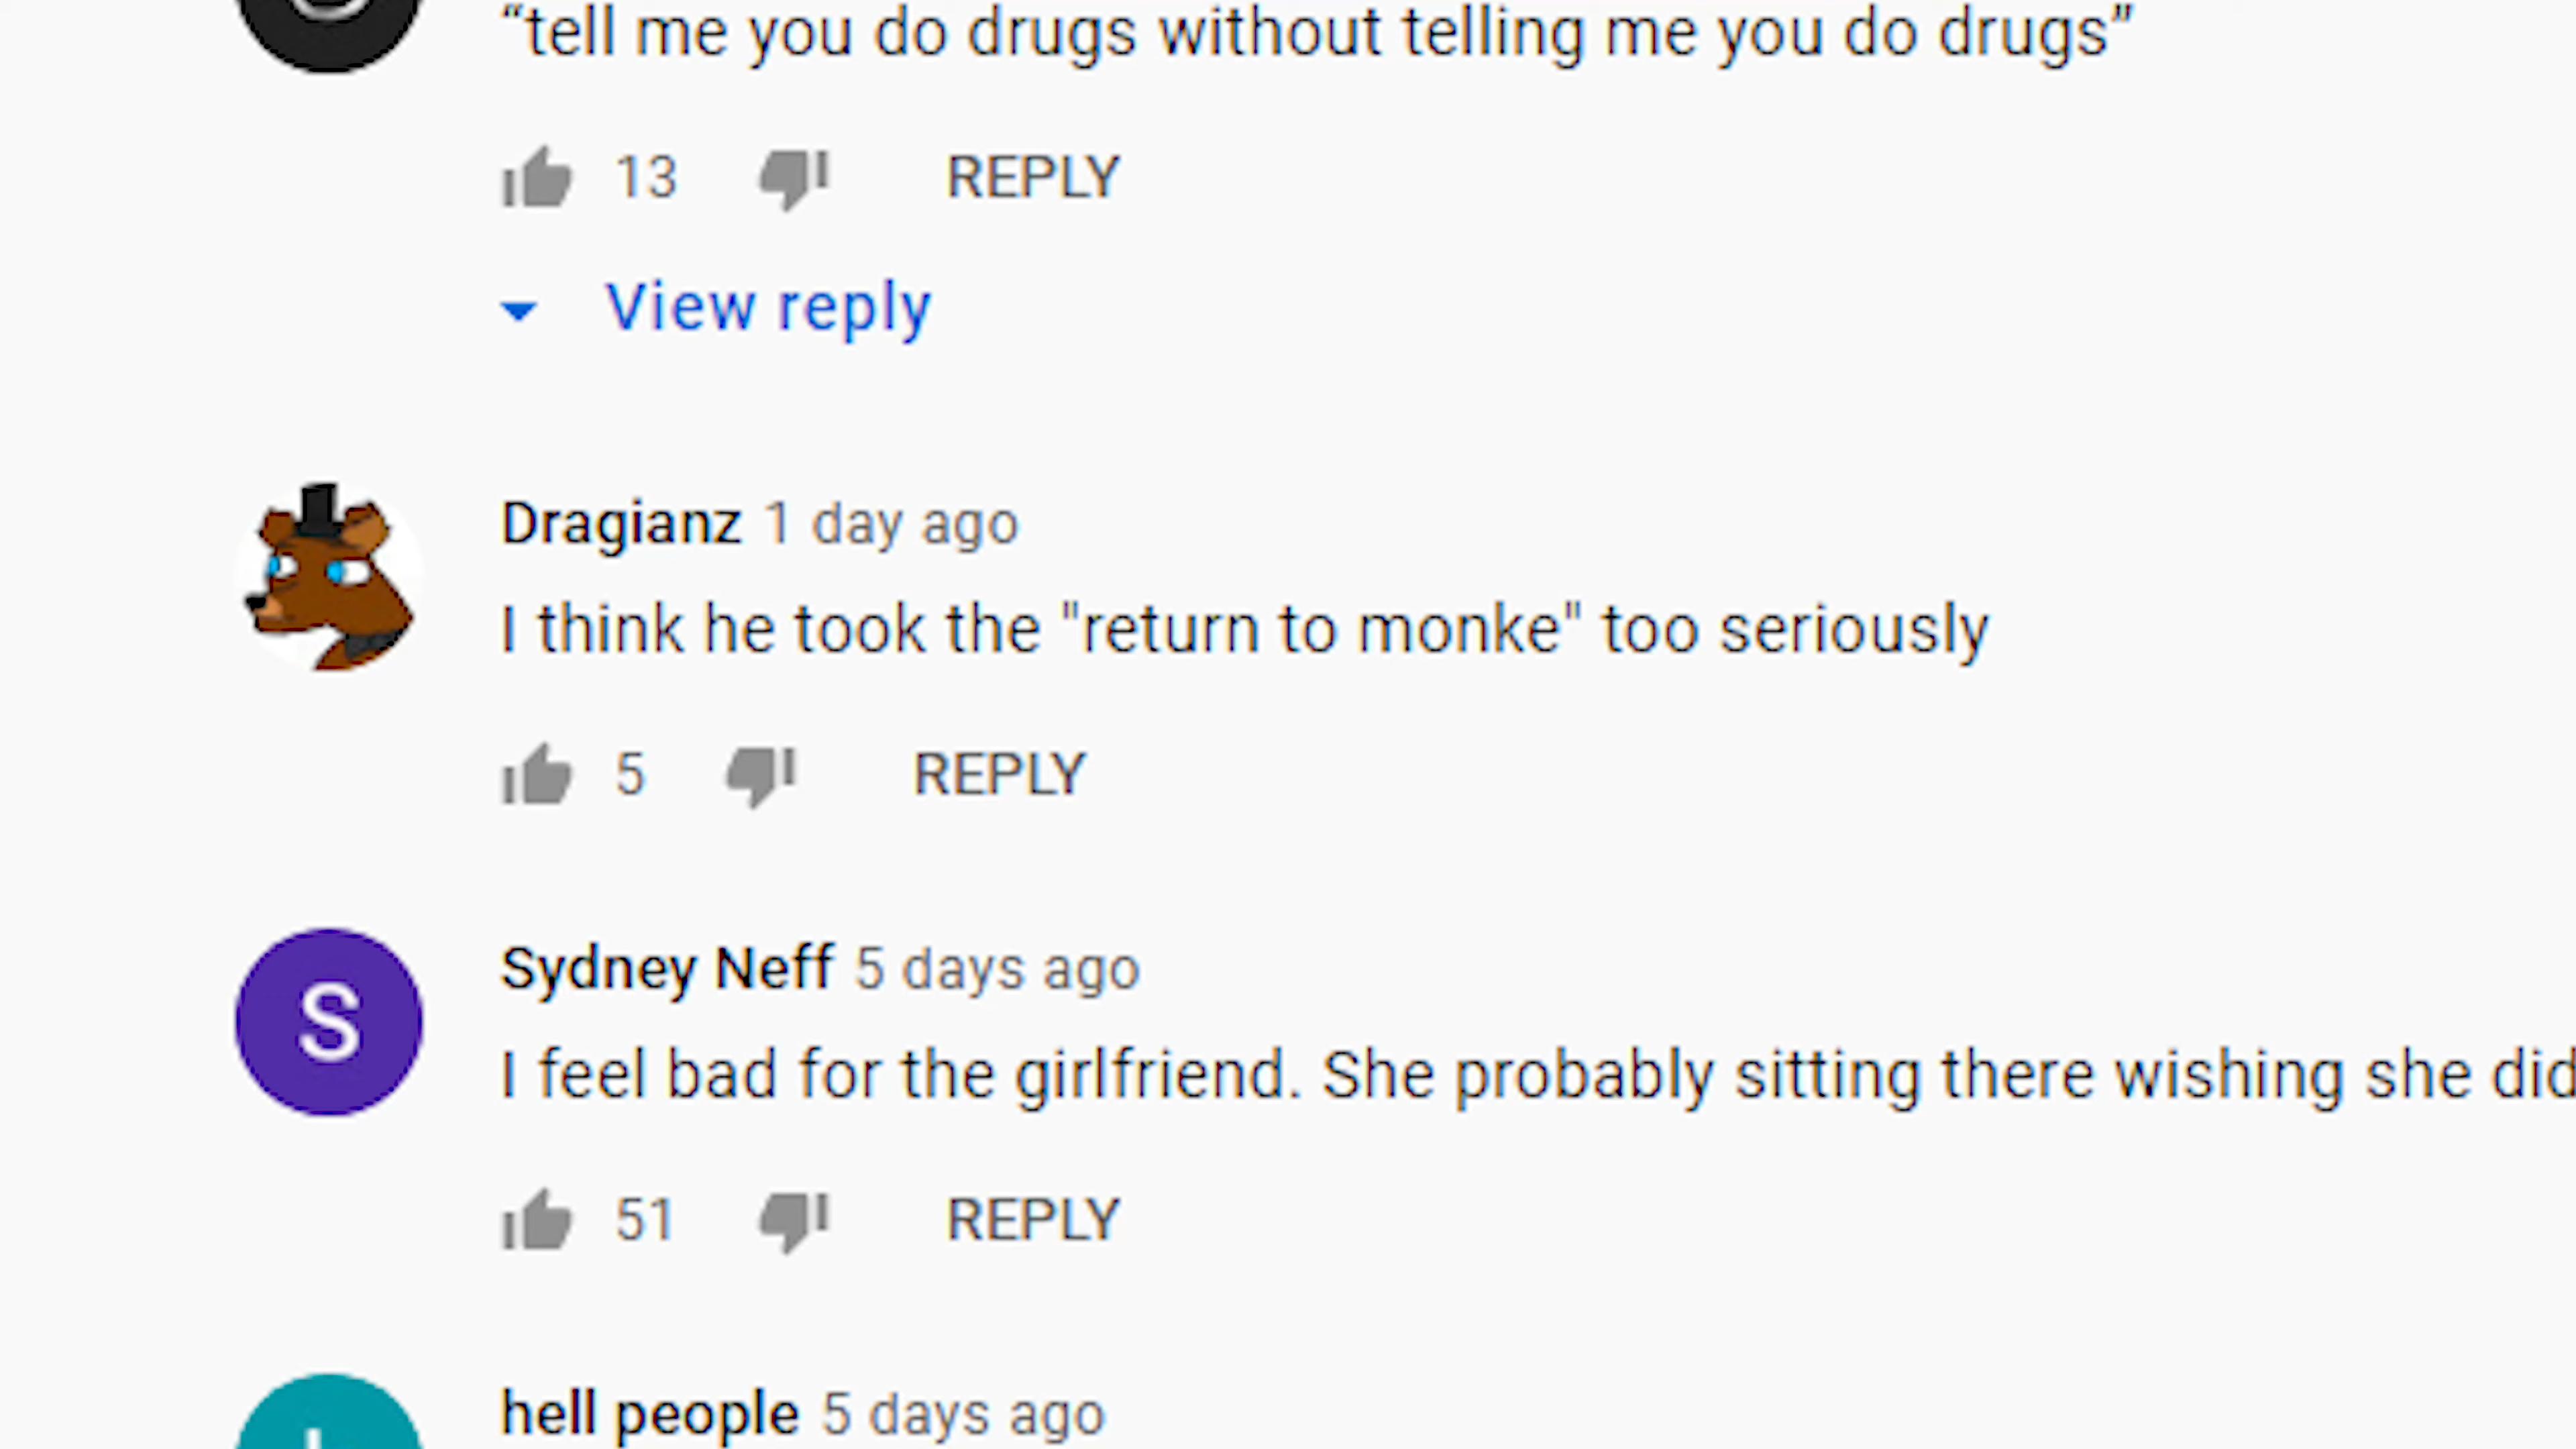 “tell me you do drugs without telling me you do drugs”
13 REPLY
View reply
Dragianz 1 day ago
I think he took the "return to monke" too seriously
5 REPLY
S
Sydney Neff 5 days ago
I feel bad for the girlfriend. She probably sitting there wishing she did
51 REPLY
hell people 5 days ago